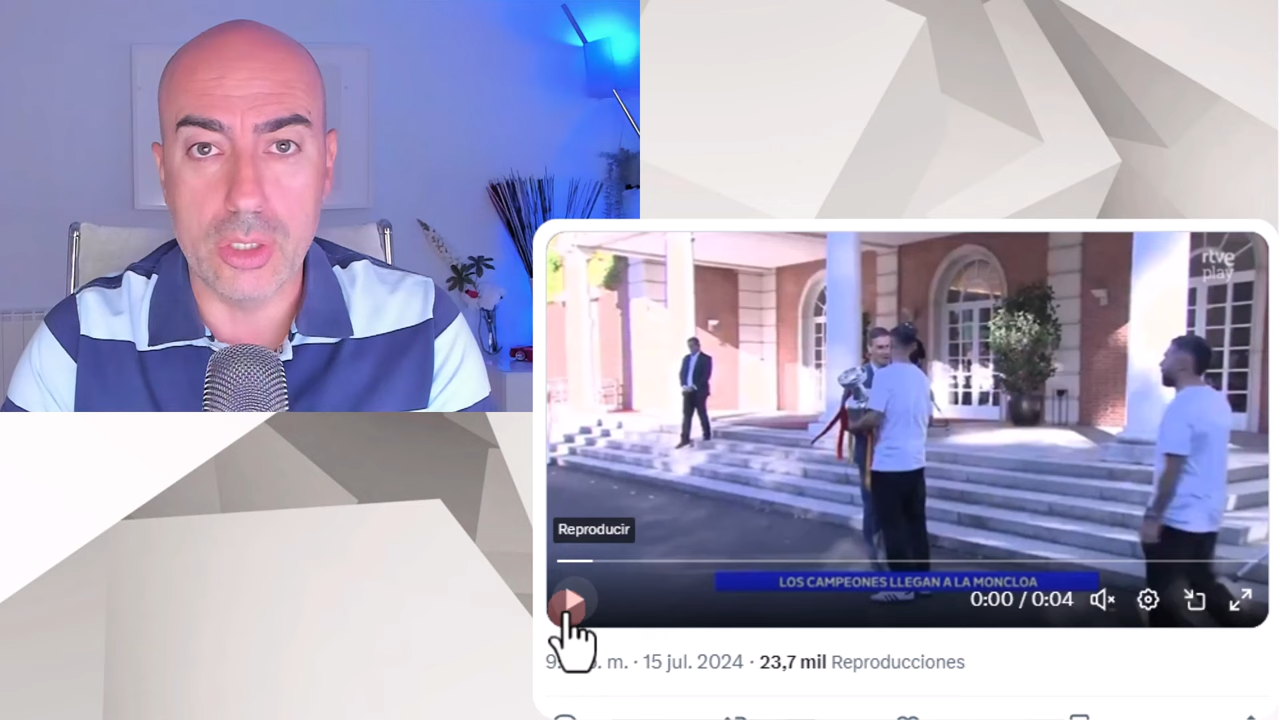 rtve
play
Reproducir
LOS CAMPEONES LLEGAN A LA MONCLOA
0:00 / 0:04
9 m. · 15 jul. 2024 · 23,7 mil Reproducciones